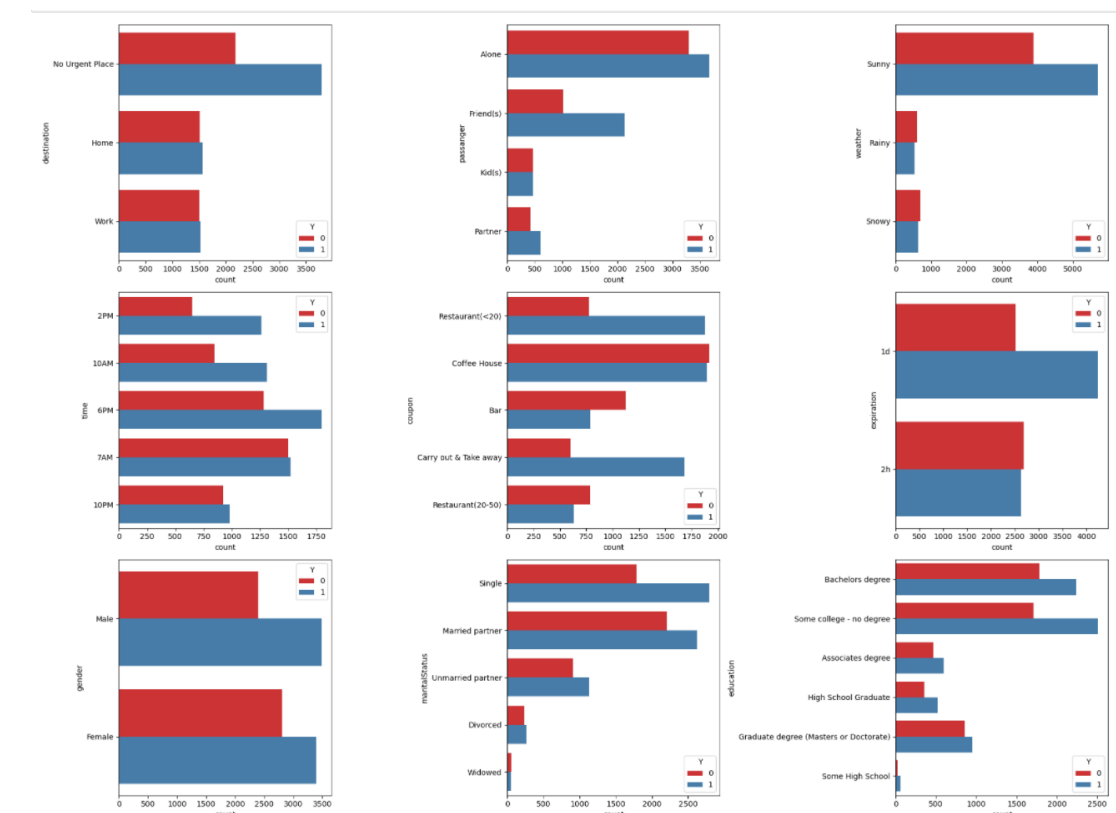 destination
No Urgent Place
Home
Work
Y
0
1
0 500 1000 1500 2000 2500 3000 3500
count
passanger
Alone
Friend(s)
Kid(s)
Partner
Y
0
1
0 500 1000 1500 2000 2500 3000 3500
count
weather
Sunny
Rainy
Snowy
Y
0
1
0 1000 2000 3000 4000 5000
count
time
2PM
10AM
6PM
7AM
10PM
Y
0
1
0 250 500 750 1000 1250 1500 1750
count
coupon
Restaurant(<20)
Coffee House
Bar
Carry out & Take away
Restaurant(20-50)
Y
0
1
0 250 500 750 1000 1250 1500 1750 2000
count
expiration
1d
2h
Y
0
1
0 500 1000 1500 2000 2500 3000 3500 4000
count
gender
Male
Female
Y
0
1
0 500 1000 1500 2000 2500 3000 3500
count
maritalStatus
Single
Married partner
Unmarried partner
Divorced
Widowed
Y
0
1
0 500 1000 1500 2000 2500
count
education
Bachelors degree
Some college - no degree
Associates degree
High School Graduate
Graduate degree (Masters or Doctorate)
Some High School
Y
0
1
0 500 1000 1500 2000 2500
count